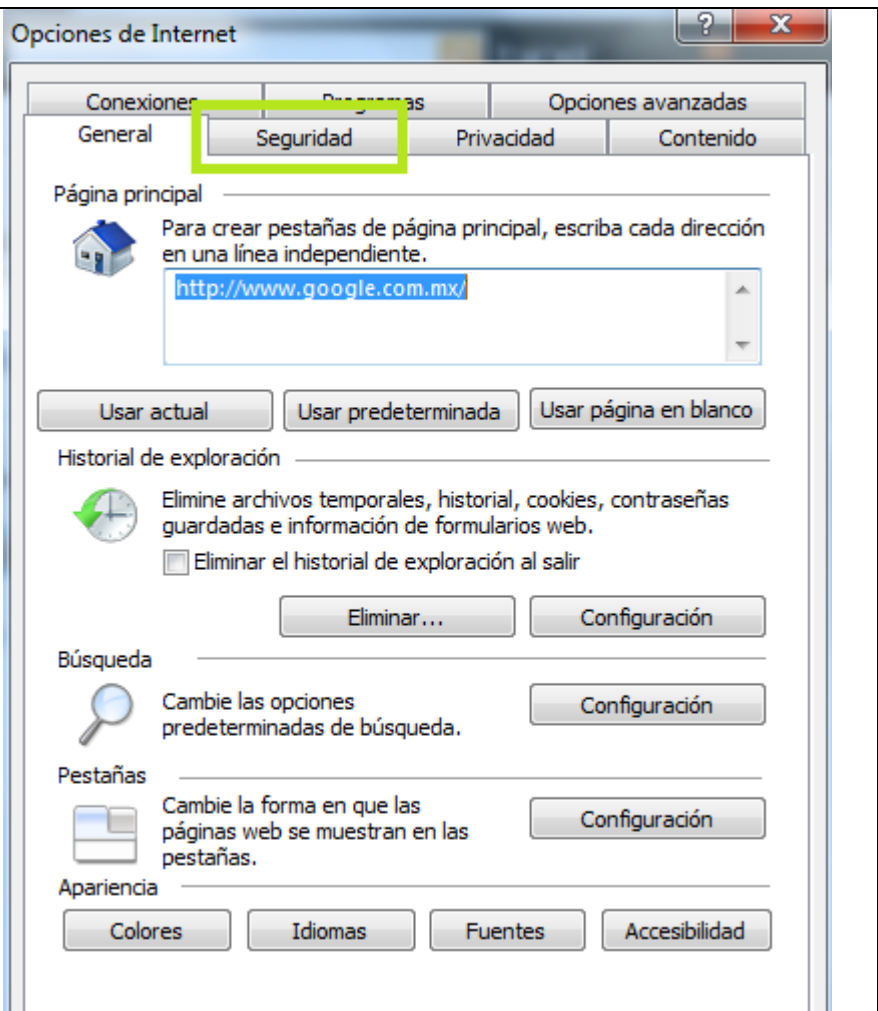 Opciones de Internet
Conexiones Programas Opciones avanzadas
General Seguridad Privacidad Contenido
Página principal
Para crear pestañas de página principal, escriba cada dirección
en una línea independiente.
http://www.google.com.mx/
Usar actual Usar predeterminada Usar página en blanco
Historial de exploración
Elimine archivos temporales, historial, cookies, contraseñas
guardadas e información de formularios web.
Eliminar el historial de exploración al salir
Eliminar... Configuración
Búsqueda
Cambie las opciones
predeterminadas de búsqueda.
Configuración
Pestañas
Cambie la forma en que las
páginas web se muestran en las
pestañas.
Configuración
Apariencia
Colores Idiomas Fuentes Accesibilidad